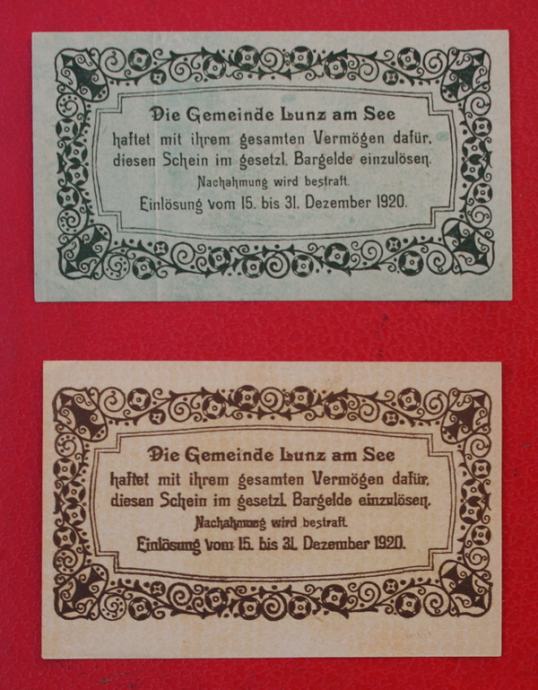 Die Gemeinde Lunz am See
haftet mit ihrem gesamten Vermögen dafür,
diesen Schein im gesetzl. Bargelde einzulösen.
Nachahmung wird bestraft.
Einlösung vom 15. bis 31. Dezember 1920.
Die Gemeinde Lunz am See
haftet mit ihrem gesamten Vermögen dafür,
diesen Schein im gesetzl. Bargelde einzulösen.
Nachahmung wird bestraft.
Einlösung vom 15. bis 31. Dezember 1920.